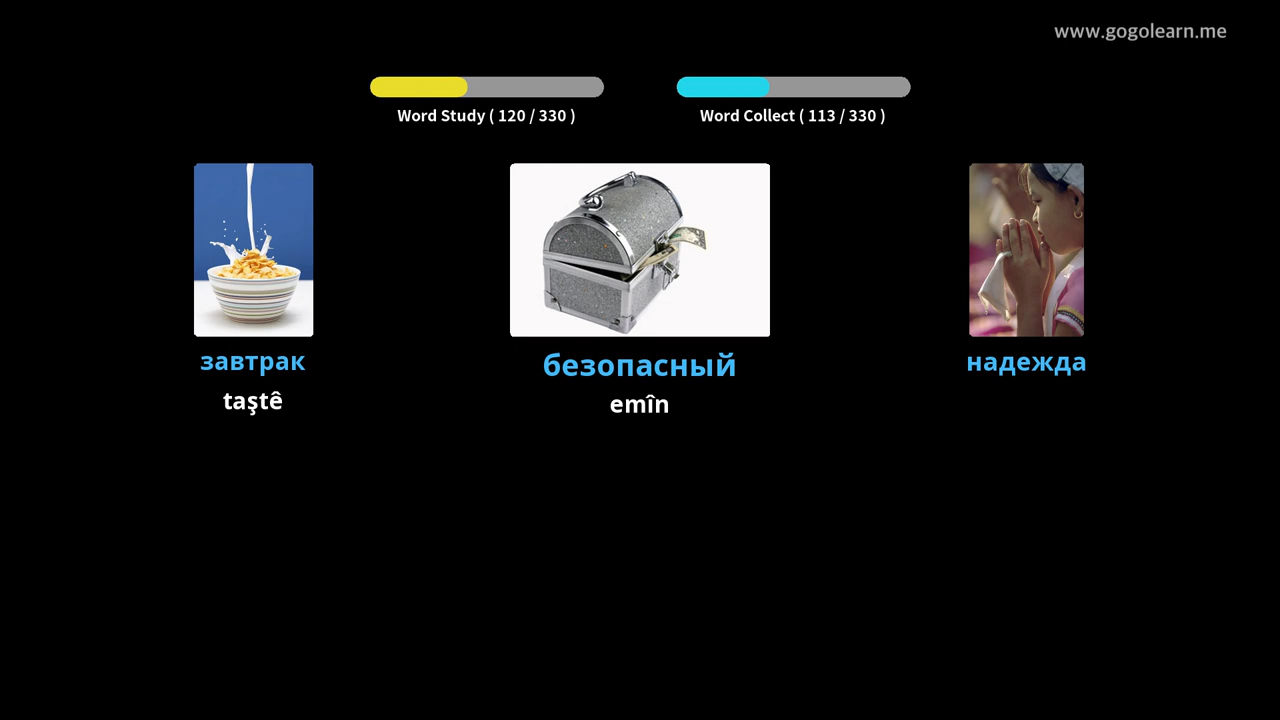 www.gogolearn.me
Word Study ( 120 / 330 )
Word Collect ( 113 / 330 )
завтрак
безопасный
надежда
taştê
emîn